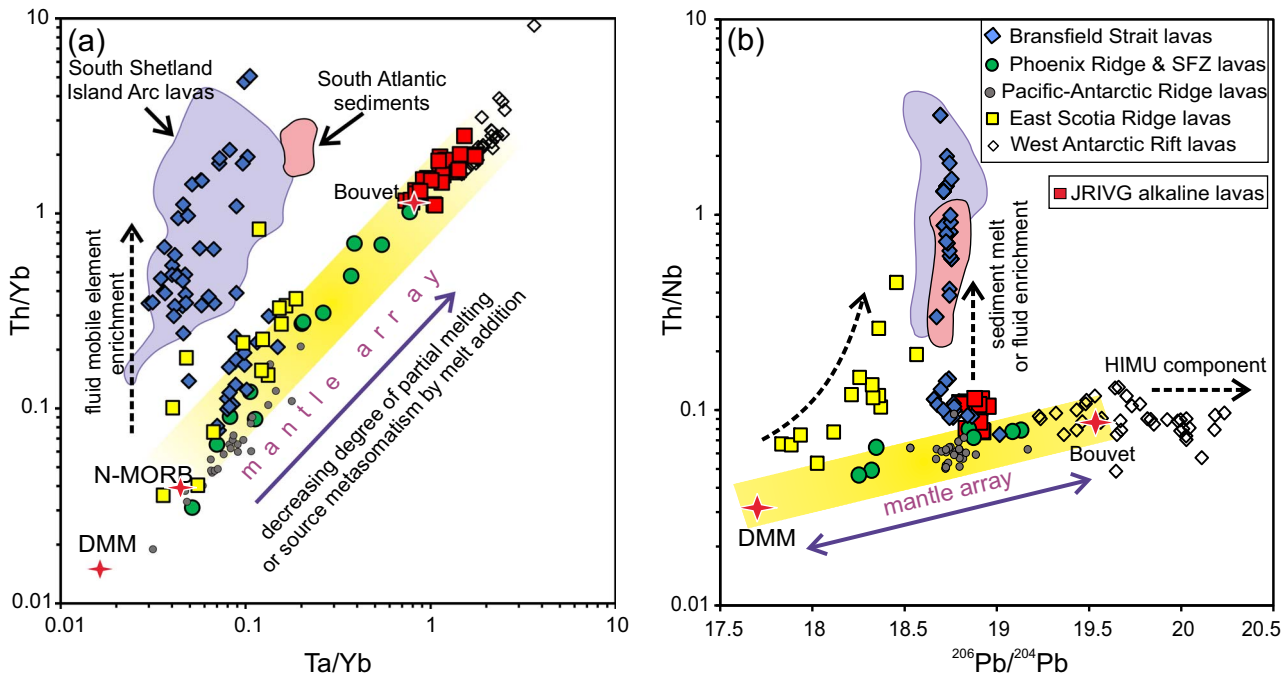 (a)
South Shetland
Island Arc lavas
South Atlantic
sediments
Bouvet
fluid mobile element
enrichment
N-MORB
DMM
mantle array
decreasing degree of partial melting
or source metasomatism by melt addition
Th/Yb
10
1
0.1
0.01
0.01
0.1
1
10
Ta/Yb
(b)
Bransfield Strait lavas
Phoenix Ridge & SFZ lavas
Pacific-Antarctic Ridge lavas
East Scotia Ridge lavas
West Antarctic Rift lavas
JRIVG alkaline lavas
sediment melt
or fluid enrichment
HIMU component
Bouvet
mantle array
DMM
Th/Nb
10
1
0.10
0.01
17.5
18
18.5
19
19.5
20
20.5
²⁰⁶Pb/²⁰⁴Pb